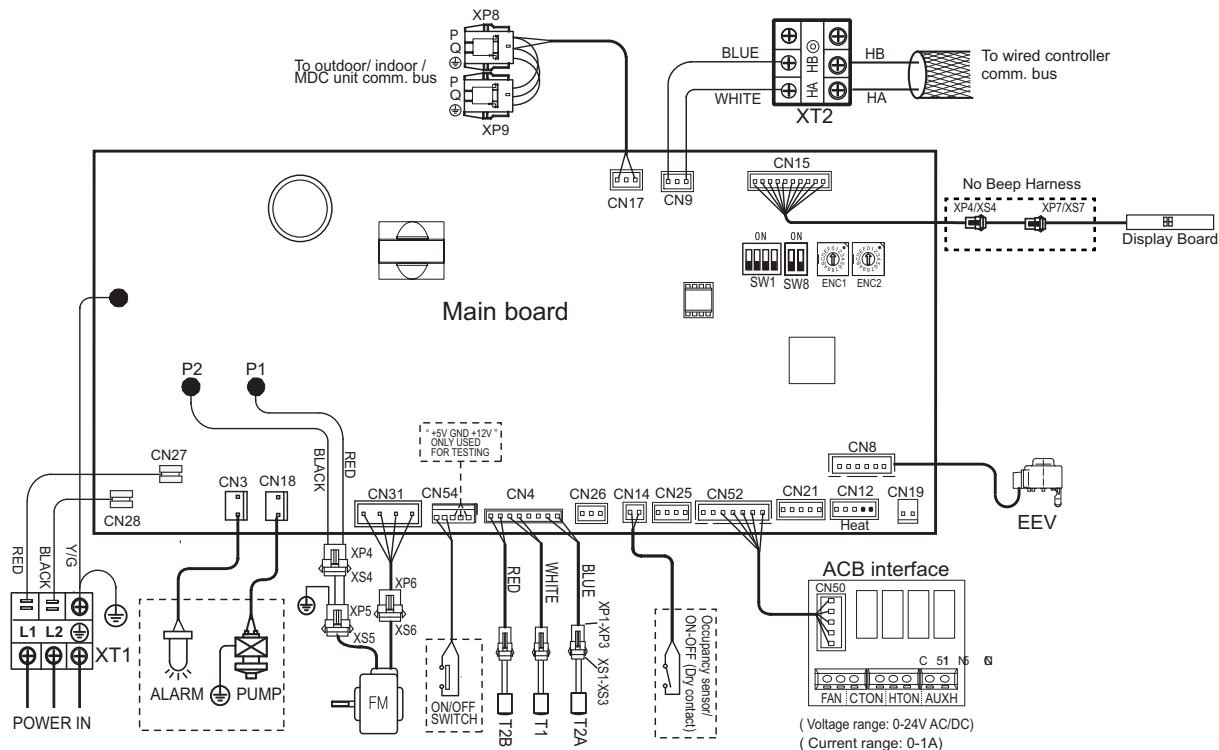 XP8
P
Q
To outdoor/ indoor /
MDC unit comm. bus
P
Q
XP9
BLUE
WHITE
HB
HA
HB
HA
XT2
To wired controller
comm. bus
CN17
CN9
CN15
No Beep Harness
XP4/XS4
XP7/XS7
Display Board
ON
ON
SW1
SW8
ENC1
ENC2
Main board
P2
P1
BLACK
RED
" +5V GND +12V "
ONLY USED
FOR TESTING
CN27
CN28
CN3
CN18
CN31
CN54
CN4
CN26
CN14
CN25
CN52
CN21
CN12
Heat
CN19
CN8
EEV
RED
BLACK
Y/G
L1
L2
XT1
POWER IN
ALARM
PUMP
XP4
XS4
XP5
XS5
XP6
XS6
FM
ON/OFF
SWITCH
RED
WHITE
BLUE
XP1-XP3
XS1-XS3
T2B
T1
T2A
Occupancy sensor/
ON-OFF (Dry contact)
ACB interface
CN50
C 51 N5
FAN
CTON
HTON
AUXH
( Voltage range: 0-24V AC/DC)
( Current range: 0-1A)